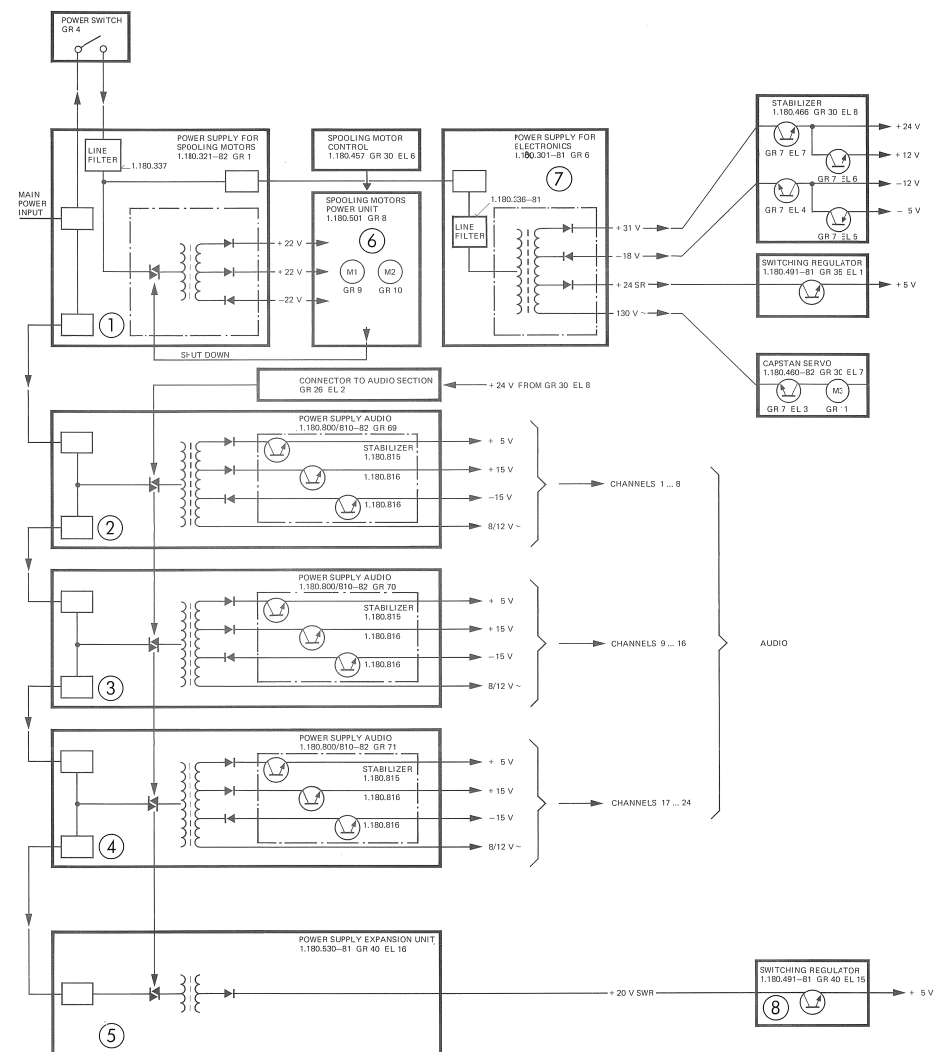 POWER SWITCH
GR 4
POWER SUPPLY FOR
SPOOLING MOTORS
1.180.321–82 GR 1
LINE
FILTER
1.180.337
MAIN
POWER
INPUT
+ 22 V
+ 22 V
–22 V
1
SHUT DOWN
SPOOLING MOTOR
CONTROL
1.180.457 GR 30 EL 6
SPOOLING MOTORS
POWER UNIT
1.180.501 GR 8
6
M1
M2
GR 9
GR 10
POWER SUPPLY FOR
ELECTRONICS
1.180.301–81 GR 6
7
1.180.336–81
LINE
FILTER
+ 31 V
–18 V
+ 24 SR
130 V ~
STABILIZER
1.180.466 GR 30 EL 8
GR 7 EL 7
GR 7 EL 6
GR 7 EL 4
GR 7 EL 5
+ 24 V
+ 12 V
–12 V
– 5 V
SWITCHING REGULATOR
1.180.491–81 GR 35 EL 1
+ 5 V
CAPSTAN SERVO
1.180.460–82 GR 30 EL 7
M3
GR 7 EL 3
GR 11
CONNECTOR TO AUDIO SECTION
GR 26 EL 2
+ 24 V FROM GR 30 EL 8
POWER SUPPLY AUDIO
1.180.800/810–82 GR 69
STABILIZER
1.180.815
1.180.816
1.180.816
+ 5 V
+ 15 V
–15 V
8/12 V ~
2
CHANNELS 1 ... 8
POWER SUPPLY AUDIO
1.180.800/810–82 GR 70
STABILIZER
1.180.815
1.180.816
1.180.816
+ 5 V
+ 15 V
–15 V
8/12 V ~
3
CHANNELS 9 ... 16
AUDIO
POWER SUPPLY AUDIO
1.180.800/810–82 GR 71
STABILIZER
1.180.815
1.180.816
1.180.816
+ 5 V
+ 15 V
–15 V
8/12 V ~
4
CHANNELS 17 ... 24
POWER SUPPLY EXPANSION UNIT
1.180.530–81 GR 40 EL 16
5
+ 20 V SWR
SWITCHING REGULATOR
1.180.491–81 GR 40 EL 15
8
+ 5 V